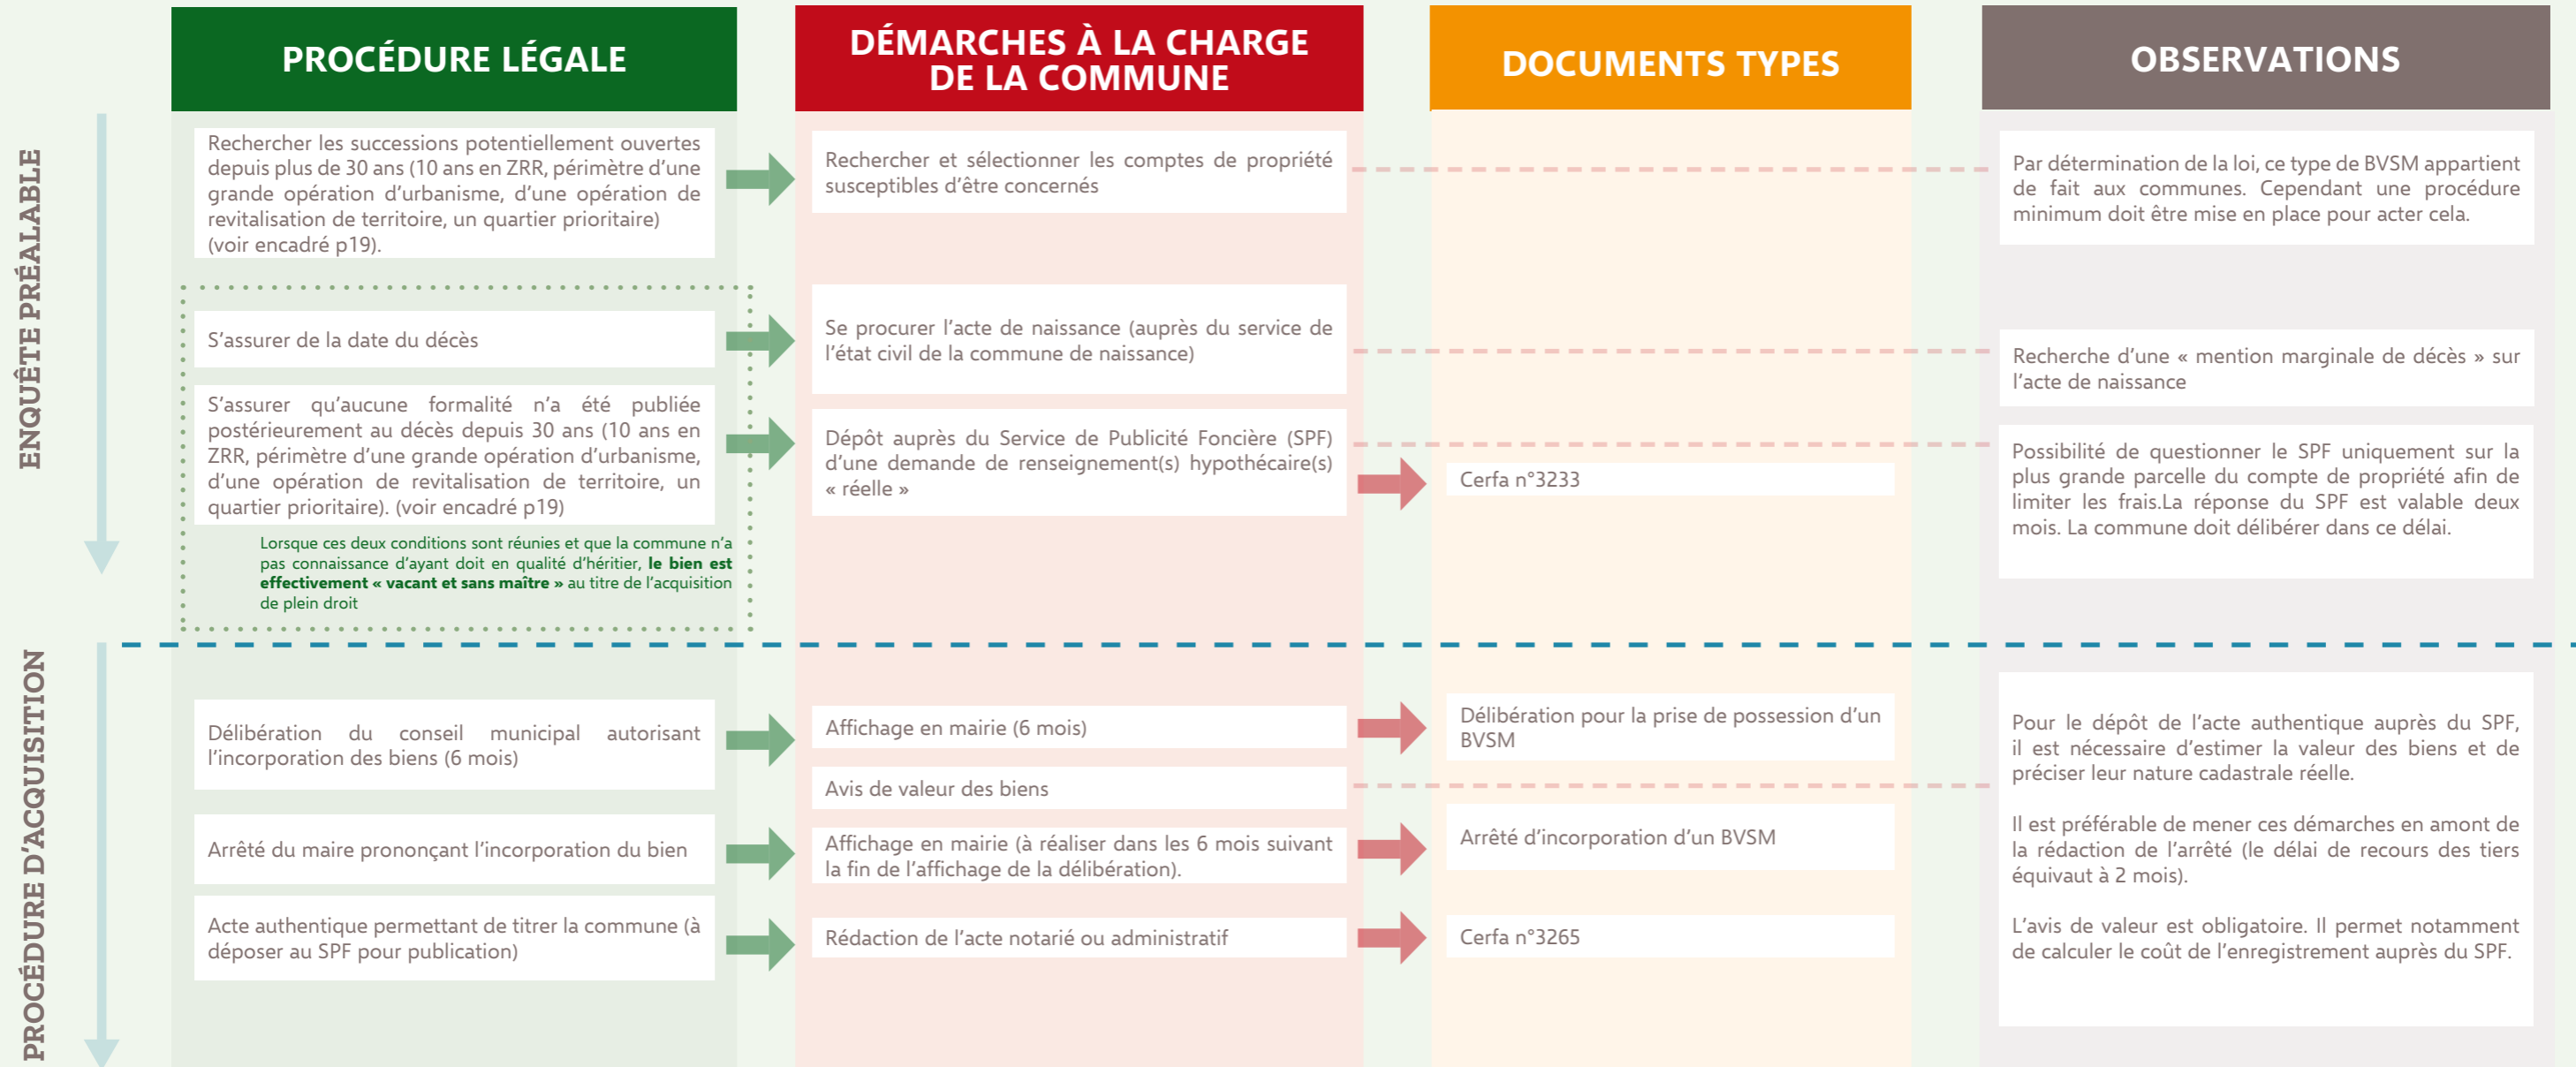 PROCÉDURE LÉGALE
DÉMARCHES À LA CHARGE
DE LA COMMUNE
DOCUMENTS TYPES
OBSERVATIONS
ENQUÊTE PRÉALABLE
Rechercher les successions potentiellement ouvertes
depuis plus de 30 ans (10 ans en ZRR, périmètre d'une
grande opération d'urbanisme, d'une opération de
revitalisation de territoire, un quartier prioritaire)
(voir encadré p19).
Rechercher et sélectionner les comptes de propriété
susceptibles d'être concernés
Par détermination de la loi, ce type de BVSM appartient
de fait aux communes. Cependant une procédure
minimum doit être mise en place pour acter cela.
S'assurer de la date du décès
Se procurer l'acte de naissance (auprès du service de
l'état civil de la commune de naissance)
Recherche d'une « mention marginale de décès » sur
l'acte de naissance
S'assurer qu'aucune formalité n'a été publiée
postérieurement au décès depuis 30 ans (10 ans en
ZRR, périmètre d'une grande opération d'urbanisme,
d'une opération de revitalisation de territoire, un
quartier prioritaire). (voir encadré p19)
Dépôt auprès du Service de Publicité Foncière (SPF)
d'une demande de renseignement(s) hypothécaire(s)
« réelle »
Cerfa n°3233
Possibilité de questionner le SPF uniquement sur la
plus grande parcelle du compte de propriété afin de
limiter les frais.La réponse du SPF est valable deux
mois. La commune doit délibérer dans ce délai.
Lorsque ces deux conditions sont réunies et que la commune n'a
pas connaissance d'ayant doit en qualité d'héritier, le bien est
effectivement « vacant et sans maître » au titre de l'acquisition
de plein droit
PROCÉDURE D'ACQUISITION
Délibération du conseil municipal autorisant
l'incorporation des biens (6 mois)
Affichage en mairie (6 mois)
Délibération pour la prise de possession d'un
BVSM
Avis de valeur des biens
Arrêté du maire prononçant l'incorporation du bien
Affichage en mairie (à réaliser dans les 6 mois suivant
la fin de l'affichage de la délibération).
Arrêté d'incorporation d'un BVSM
Acte authentique permettant de titrer la commune (à
déposer au SPF pour publication)
Rédaction de l'acte notarié ou administratif
Cerfa n°3265
Pour le dépôt de l'acte authentique auprès du SPF,
il est nécessaire d'estimer la valeur des biens et de
préciser leur nature cadastrale réelle.
Il est préférable de mener ces démarches en amont de
la rédaction de l'arrêté (le délai de recours des tiers
équivaut à 2 mois).
L'avis de valeur est obligatoire. Il permet notamment
de calculer le coût de l'enregistrement auprès du SPF.